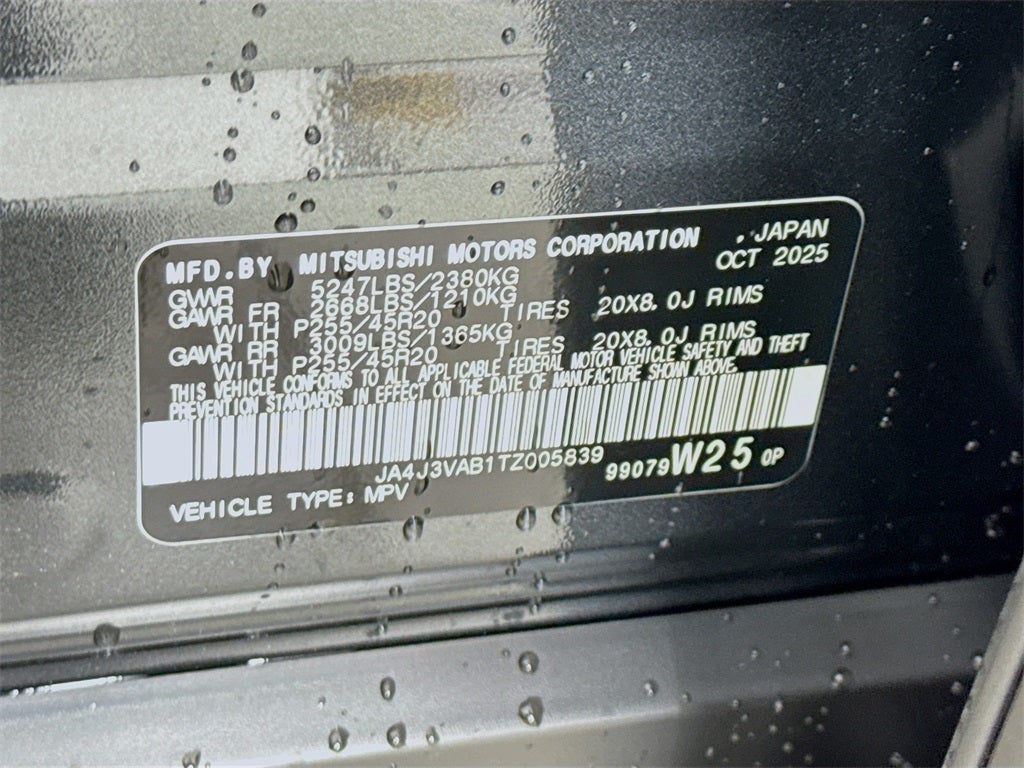 MFD.BY MITSUBISHI MOTORS CORPORATION . JAPAN
OCT 2025
GVWR 5247LBS/2380KG
GAWR FR 2668LBS/1210KG
WITH P255/45R20 TIRES 20X8.0J RIMS
GAWR RR 3009LBS/1365KG
WITH P255/45R20 TIRES 20X8.0J RIMS
THIS VEHICLE CONFORMS TO ALL APPLICABLE FEDERAL MOTOR VEHICLE SAFETY AND THEFT
PREVENTION STANDARDS IN EFFECT ON THE DATE OF MANUFACTURE SHOWN ABOVE.
JA4J3VAB1TZ005839
99079 W25 OP
VEHICLE TYPE: MPV